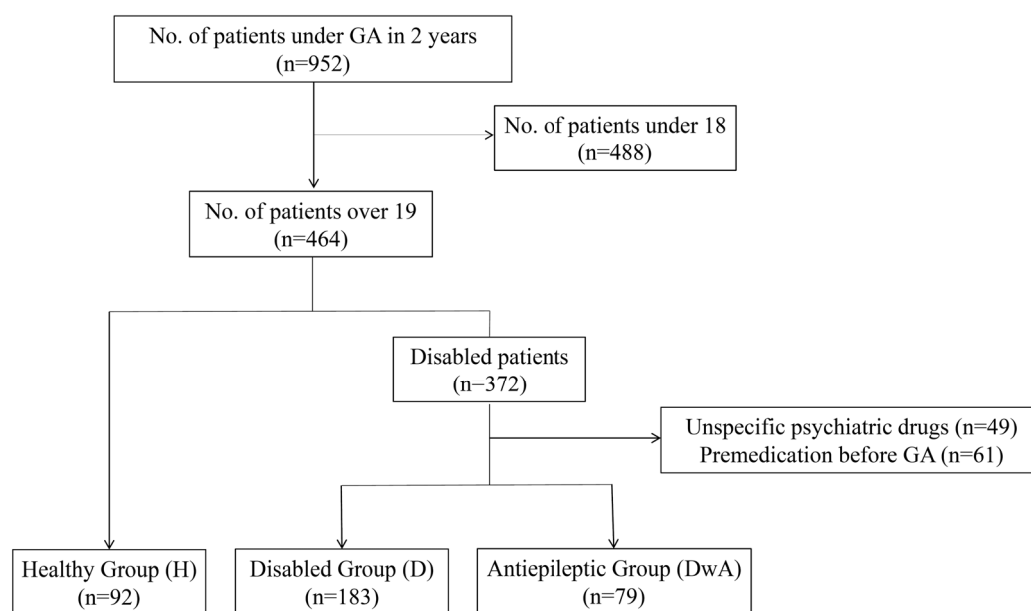 No. of patients under GA in 2 years
(n=952)
No. of patients under 18
(n=488)
No. of patients over 19
(n=464)
Disabled patients
(n−372)
Unspecific psychiatric drugs (n=49)
Premedication before GA (n=61)
Healthy Group (H)
(n=92)
Disabled Group (D)
(n=183)
Antiepileptic Group (DwA)
(n=79)